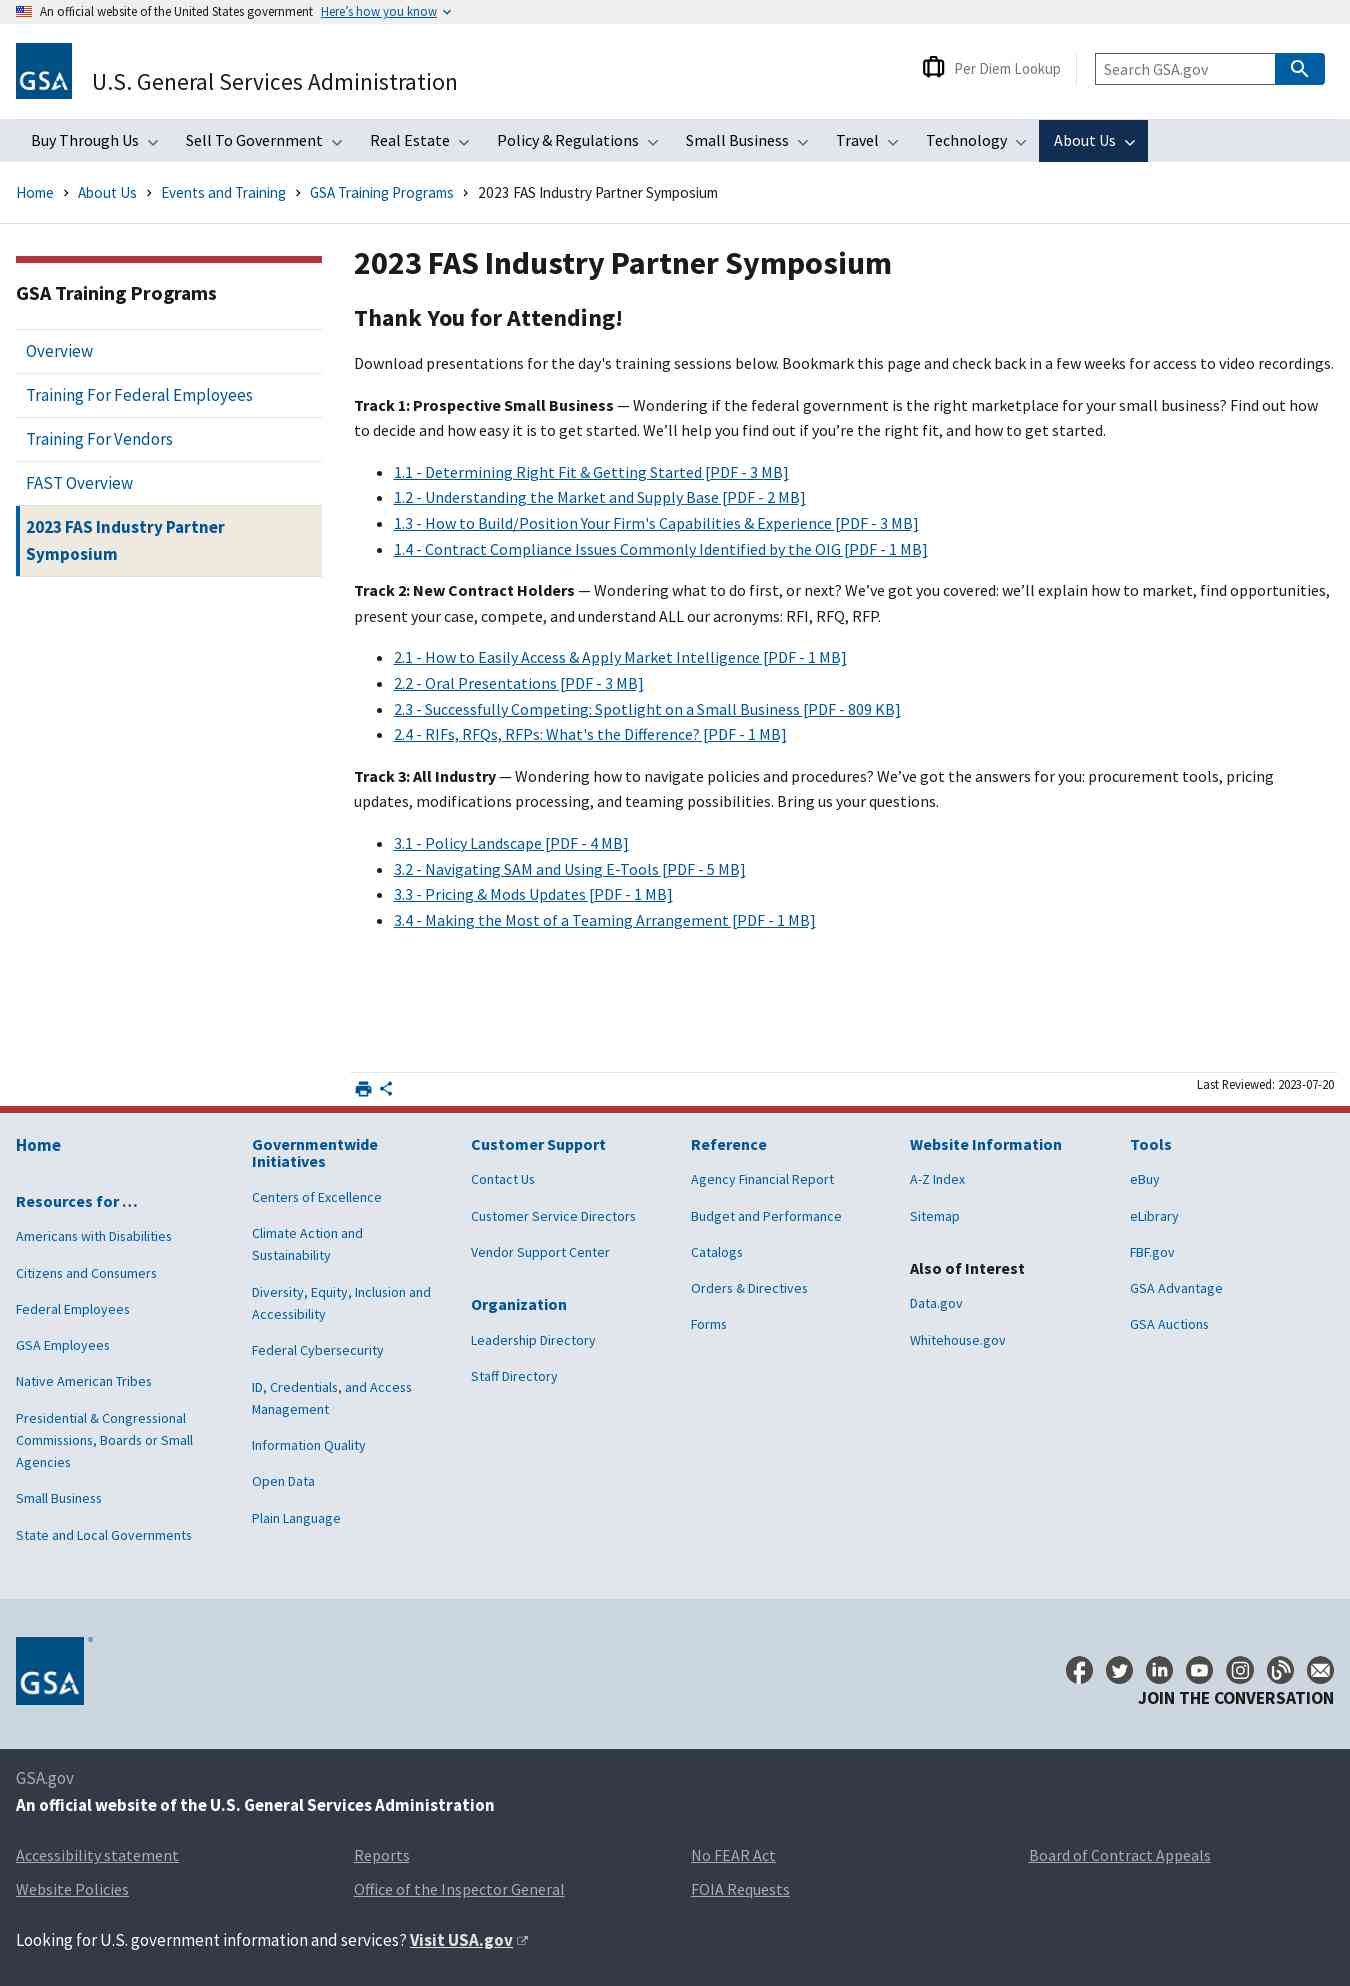 An official website of the United States government Here's how you know
GSA
U.S. General Services Administration
Per Diem Lookup
Search GSA.gov
Buy Through Us Sell To Government Real Estate Policy & Regulations Small Business Travel Technology About Us
Home > About Us > Events and Training > GSA Training Programs > 2023 FAS Industry Partner Symposium
GSA Training Programs
Overview
Training For Federal Employees
Training For Vendors
FAST Overview
2023 FAS Industry Partner
Symposium
2023 FAS Industry Partner Symposium
Thank You for Attending!
Download presentations for the day's training sessions below. Bookmark this page and check back in a few weeks for access to video recordings.
Track 1: Prospective Small Business — Wondering if the federal government is the right marketplace for your small business? Find out how
to decide and how easy it is to get started. We’ll help you find out if you’re the right fit, and how to get started.
• 1.1 - Determining Right Fit & Getting Started [PDF - 3 MB]
• 1.2 - Understanding the Market and Supply Base [PDF - 2 MB]
• 1.3 - How to Build/Position Your Firm's Capabilities & Experience [PDF - 3 MB]
• 1.4 - Contract Compliance Issues Commonly Identified by the OIG [PDF - 1 MB]
Track 2: New Contract Holders — Wondering what to do first, or next? We’ve got you covered: we’ll explain how to market, find opportunities,
present your case, compete, and understand ALL our acronyms: RFI, RFQ, RFP.
• 2.1 - How to Easily Access & Apply Market Intelligence [PDF - 1 MB]
• 2.2 - Oral Presentations [PDF - 3 MB]
• 2.3 - Successfully Competing: Spotlight on a Small Business [PDF - 809 KB]
• 2.4 - RIFs, RFQs, RFPs: What's the Difference? [PDF - 1 MB]
Track 3: All Industry — Wondering how to navigate policies and procedures? We’ve got the answers for you: procurement tools, pricing
updates, modifications processing, and teaming possibilities. Bring us your questions.
• 3.1 - Policy Landscape [PDF - 4 MB]
• 3.2 - Navigating SAM and Using E-Tools [PDF - 5 MB]
• 3.3 - Pricing & Mods Updates [PDF - 1 MB]
• 3.4 - Making the Most of a Teaming Arrangement [PDF - 1 MB]
Last Reviewed: 2023-07-20
Home
Resources for …
Americans with Disabilities
Citizens and Consumers
Federal Employees
GSA Employees
Native American Tribes
Presidential & Congressional
Commissions, Boards or Small
Agencies
Small Business
State and Local Governments
Governmentwide
Initiatives
Centers of Excellence
Climate Action and
Sustainability
Diversity, Equity, Inclusion and
Accessibility
Federal Cybersecurity
ID, Credentials, and Access
Management
Information Quality
Open Data
Plain Language
Customer Support
Contact Us
Customer Service Directors
Vendor Support Center
Organization
Leadership Directory
Staff Directory
Reference
Agency Financial Report
Budget and Performance
Catalogs
Orders & Directives
Forms
Website Information
A-Z Index
Sitemap
Also of Interest
Data.gov
Whitehouse.gov
Tools
eBuy
eLibrary
FBF.gov
GSA Advantage
GSA Auctions
GSA
JOIN THE CONVERSATION
GSA.gov
An official website of the U.S. General Services Administration
Accessibility statement Reports No FEAR Act Board of Contract Appeals
Website Policies Office of the Inspector General FOIA Requests
Looking for U.S. government information and services? Visit USA.gov